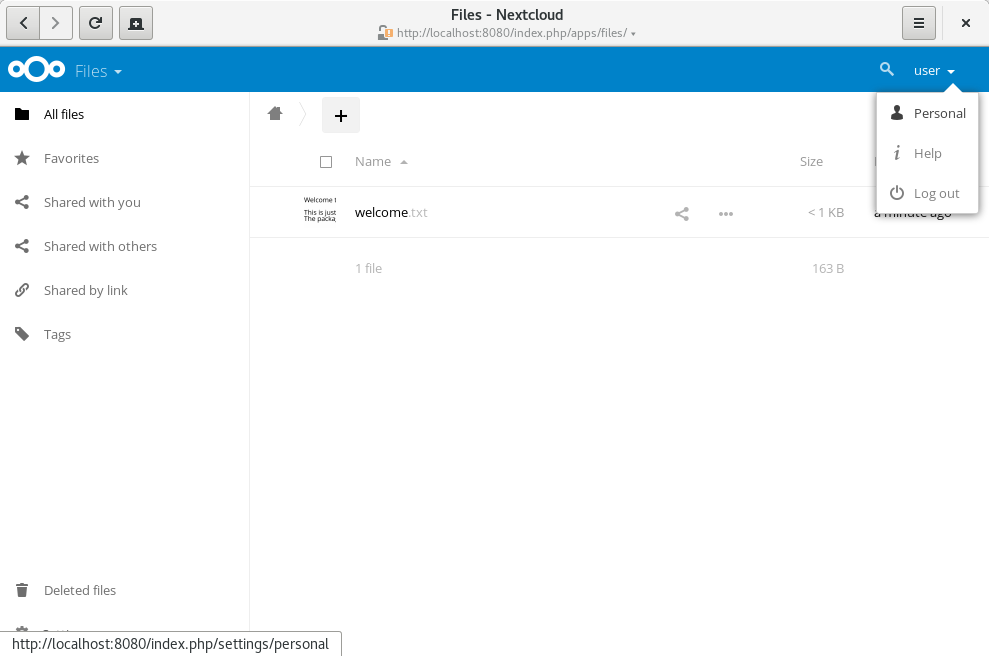 Files - Nextcloud
http://localhost:8080/index.php/apps/files/
Files
user
All files
Favorites
Shared with you
Shared with others
Shared by link
Tags
Deleted files
Personal
Help
Log out
Name Size
Welcome t
This is just
The packa
welcome.txt < 1 KB a minute ago
1 file 163 B
http://localhost:8080/index.php/settings/personal